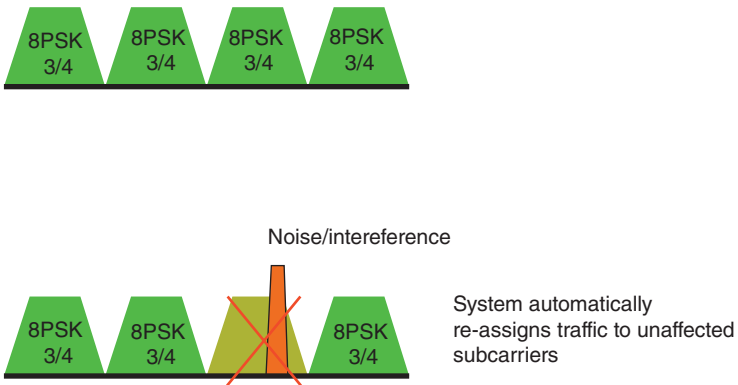 8PSK 8PSK 8PSK 8PSK
3/4 3/4 3/4 3/4
Noise/intereference
8PSK 8PSK 8PSK
3/4 3/4 3/4
System automatically
re-assigns traffic to unaffected
subcarriers